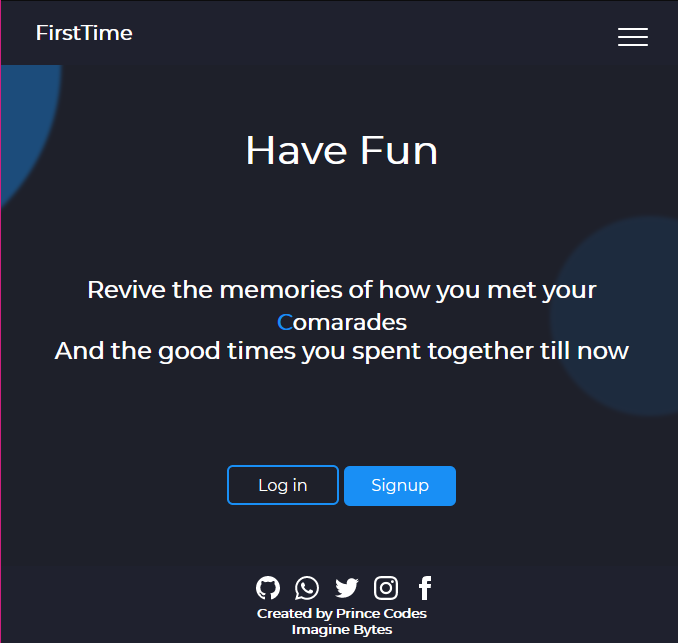 FirstTime
Have Fun
Revive the memories of how you met your
Comarades
And the good times you spent together till now
Log in
Signup
Created by Prince Codes
Imagine Bytes